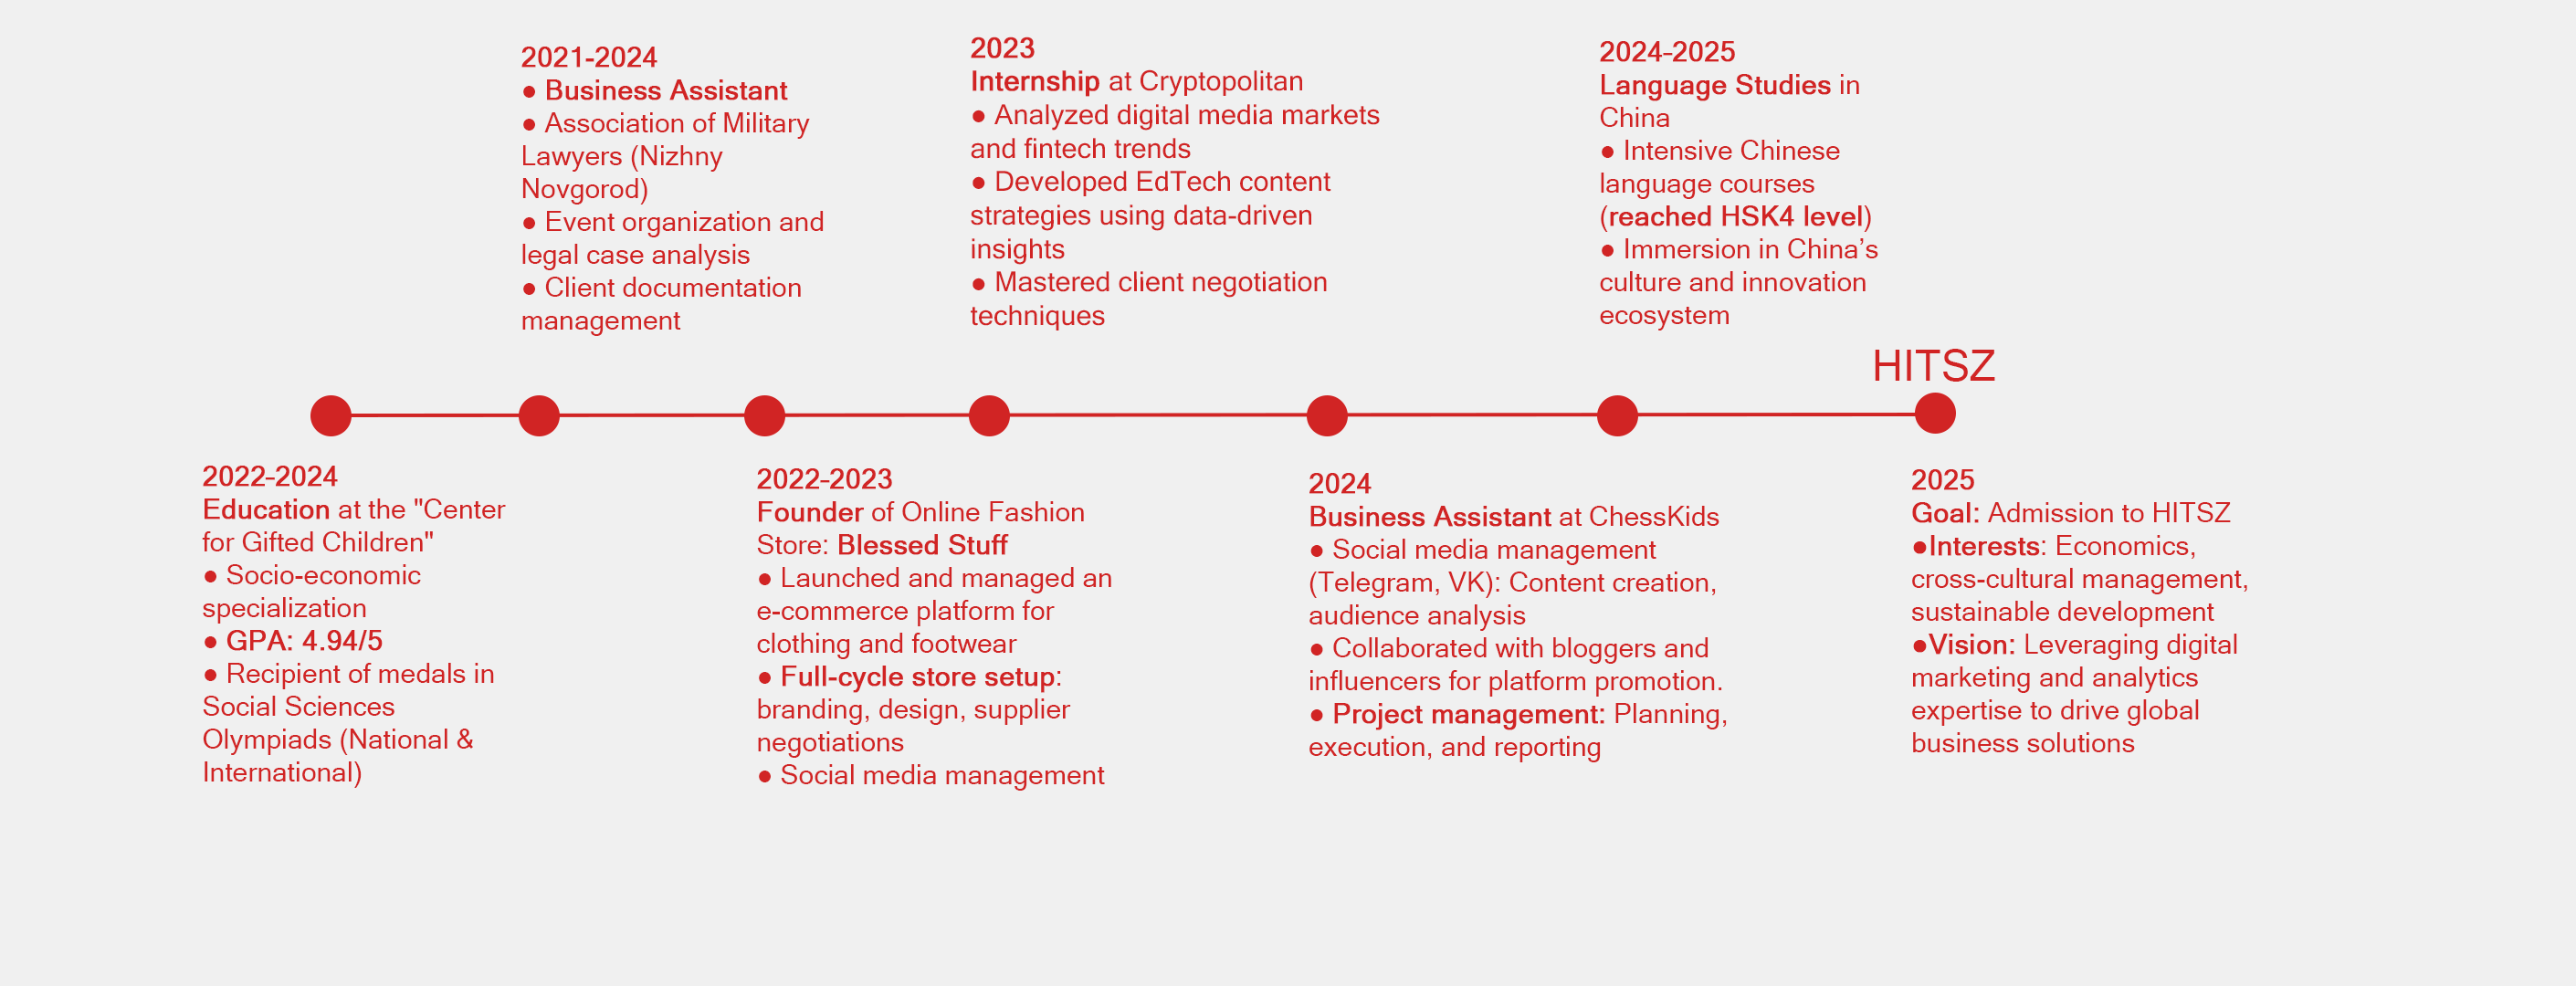 2021-2024
● Business Assistant
● Association of Military
Lawyers (Nizhny
Novgorod)
● Event organization and
legal case analysis
● Client documentation
management
2023
Internship at Cryptopolitan
● Analyzed digital media markets
and fintech trends
● Developed EdTech content
strategies using data-driven
insights
● Mastered client negotiation
techniques
2024-2025
Language Studies in
China
● Intensive Chinese
language courses
(reached HSK4 level)
● Immersion in China’s
culture and innovation
ecosystem
HITSZ
2022-2024
Education at the "Center
for Gifted Children"
● Socio-economic
specialization
● GPA: 4.94/5
● Recipient of medals in
Social Sciences
Olympiads (National &
International)
2022-2023
Founder of Online Fashion
Store: Blessed Stuff
● Launched and managed an
e-commerce platform for
clothing and footwear
● Full-cycle store setup:
branding, design, supplier
negotiations
● Social media management
2024
Business Assistant at ChessKids
● Social media management
(Telegram, VK): Content creation,
audience analysis
● Collaborated with bloggers and
influencers for platform promotion.
● Project management: Planning,
execution, and reporting
2025
Goal: Admission to HITSZ
●Interests: Economics,
cross-cultural management,
sustainable development
●Vision: Leveraging digital
marketing and analytics
expertise to drive global
business solutions